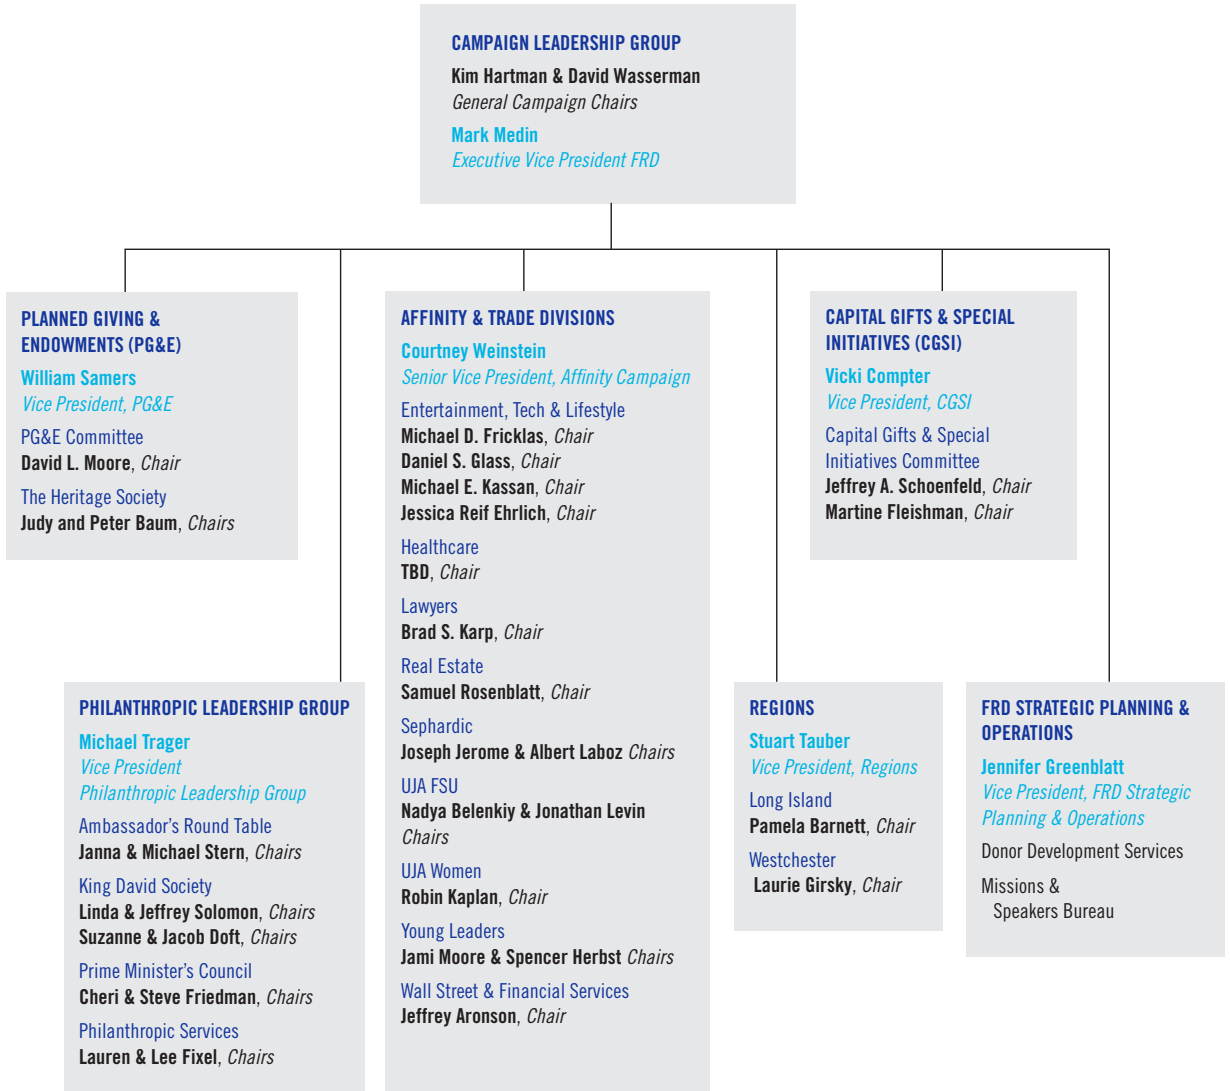 CAMPAIGN LEADERSHIP GROUP
Kim Hartman & David Wasserman
General Campaign Chairs
Mark Medin
Executive Vice President FRD
PLANNED GIVING &
ENDOWMENTS (PG&E)
William Samers
Vice President, PG&E
PG&E Committee
David L. Moore, Chair
The Heritage Society
Judy and Peter Baum, Chairs
AFFINITY & TRADE DIVISIONS
Courtney Weinstein
Senior Vice President, Affinity Campaign
Entertainment, Tech & Lifestyle
Michael D. Fricklas, Chair
Daniel S. Glass, Chair
Michael E. Kassan, Chair
Jessica Reif Ehrlich, Chair
Healthcare
TBD, Chair
Lawyers
Brad S. Karp, Chair
Real Estate
Samuel Rosenblatt, Chair
Sephardic
Joseph Jerome & Albert Laboz Chairs
UJA FSU
Nadya Belenkiy & Jonathan Levin
Chairs
UJA Women
Robin Kaplan, Chair
Young Leaders
Jami Moore & Spencer Herbst Chairs
Wall Street & Financial Services
Jeffrey Aronson, Chair
CAPITAL GIFTS & SPECIAL
INITIATIVES (CGSI)
Vicki Compter
Vice President, CGSI
Capital Gifts & Special
Initiatives Committee
Jeffrey A. Schoenfeld, Chair
Martine Fleishman, Chair
PHILANTHROPIC LEADERSHIP GROUP
Michael Trager
Vice President
Philanthropic Leadership Group
Ambassador's Round Table
Janna & Michael Stern, Chairs
King David Society
Linda & Jeffrey Solomon, Chairs
Suzanne & Jacob Doft, Chairs
Prime Minister's Council
Cheri & Steve Friedman, Chairs
Philanthropic Services
Lauren & Lee Fixel, Chairs
REGIONS
Stuart Tauber
Vice President, Regions
Long Island
Pamela Barnett, Chair
Westchester
Laurie Girsky, Chair
FRD STRATEGIC PLANNING &
OPERATIONS
Jennifer Greenblatt
Vice President, FRD Strategic
Planning & Operations
Donor Development Services
Missions &
Speakers Bureau